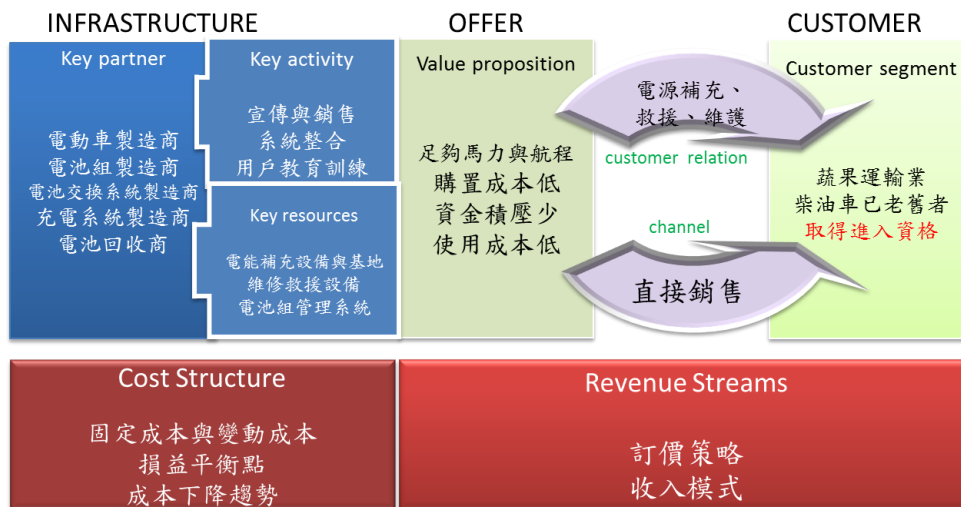 INFRASTRUCTURE
OFFER
CUSTOMER
Key partner
電動車製造商
電池組製造商
電池交換系統製造商
充電系統製造商
電池回收商
Key activity
宣傳與銷售
系統整合
用戶教育訓練
Key resources
電能補充設備與基地
維修救援設備
電池組管理系統
Value proposition
足夠馬力與航程
購置成本低
資金積壓少
使用成本低
電源補充、
救援、維護
customer relation
channel
直接銷售
Customer segment
蔬果運輸業
柴油車已老舊者
取得進入資格
Cost Structure
固定成本與變動成本
損益平衡點
成本下降趨勢
Revenue Streams
訂價策略
收入模式